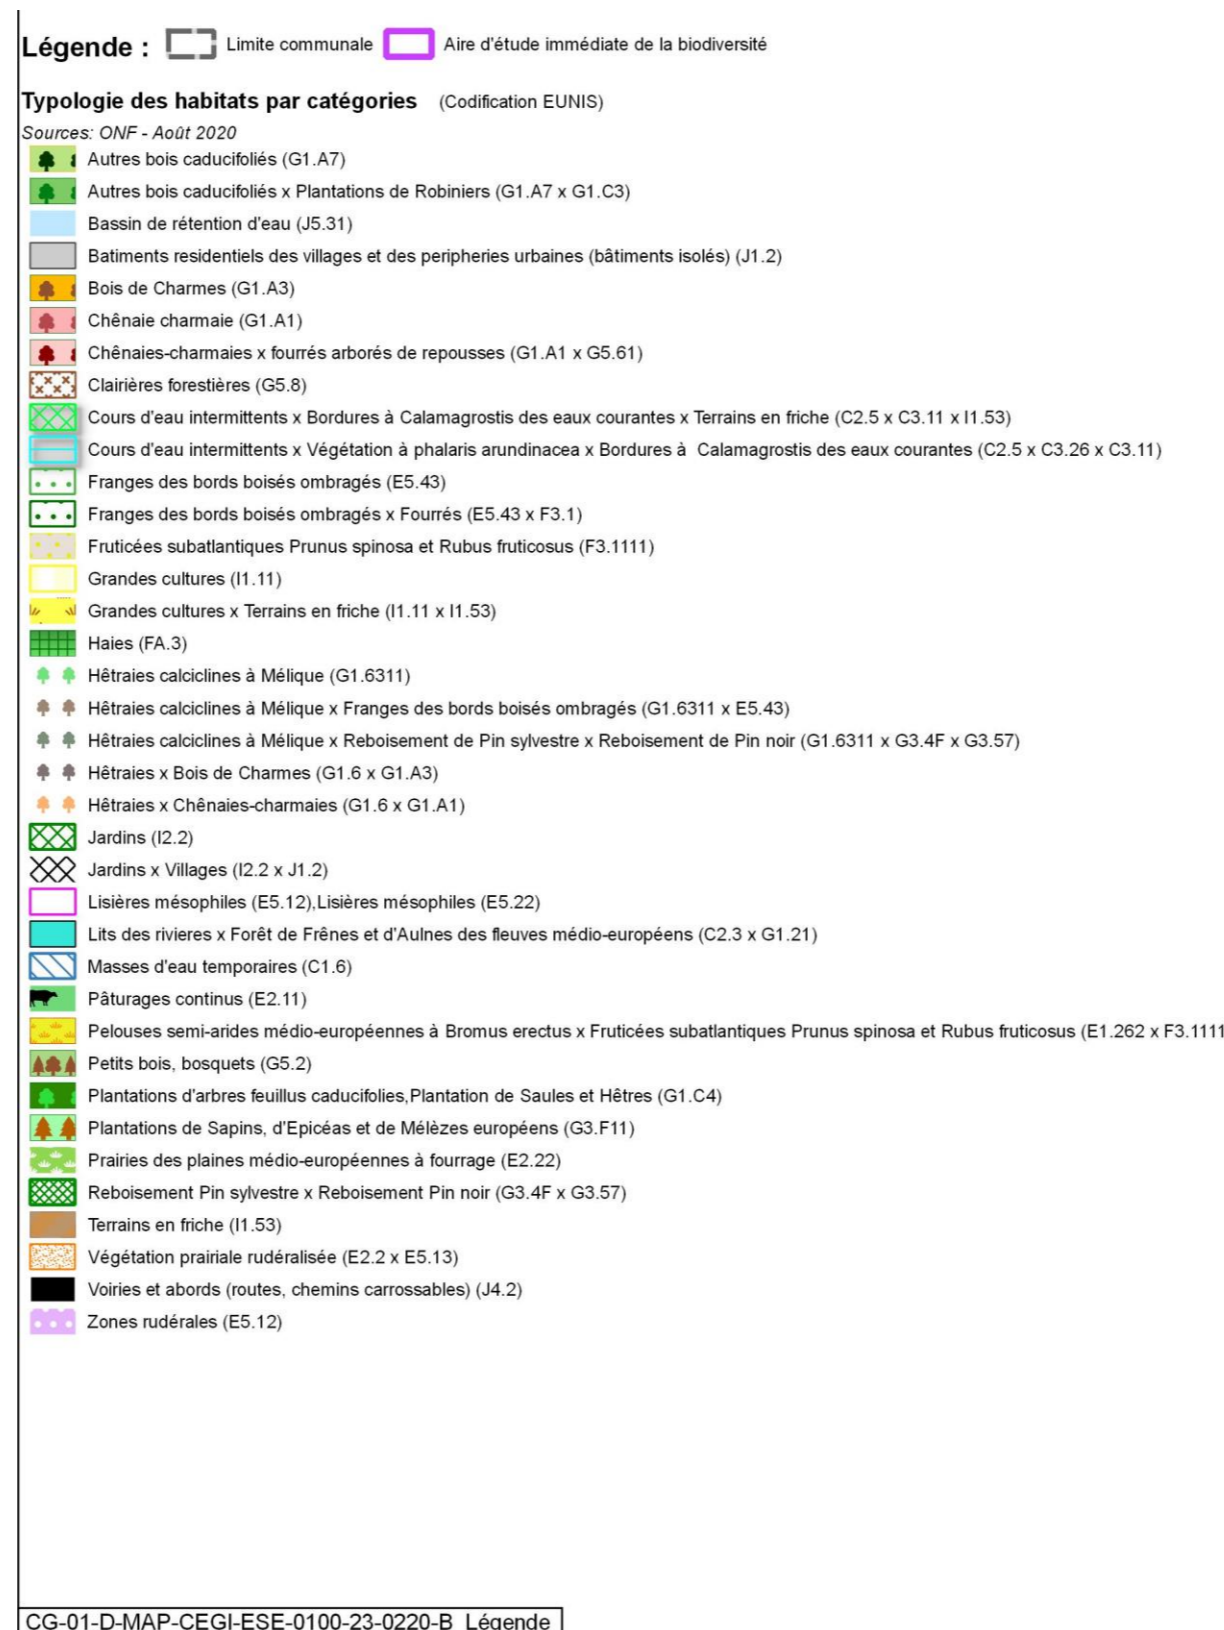 Légende : Limite communale Aire d'étude immédiate de la biodiversité
Typologie des habitats par catégories (Codification EUNIS)
Sources: ONF - Août 2020
Autres bois caducifoliés (G1.A7)
Autres bois caducifoliés x Plantations de Robiniers (G1.A7 x G1.C3)
Bassin de rétention d'eau (J5.31)
Batiments residentiels des villages et des peripheries urbaines (bâtiments isolés) (J1.2)
Bois de Charmes (G1.A3)
Chênaie charmaie (G1.A1)
Chênaies-charmaies x fourrés arborés de repousses (G1.A1 x G5.61)
Clairières forestières (G5.8)
Cours d'eau intermittents x Bordures à Calamagrostis des eaux courantes x Terrains en friche (C2.5 x C3.11 x I1.53)
Cours d'eau intermittents x Végétation à phalaris arundinacea x Bordures à Calamagrostis des eaux courantes (C2.5 x C3.26 x C3.11)
Franges des bords boisés ombragés (E5.43)
Franges des bords boisés ombragés x Fourrés (E5.43 x F3.1)
Fruticées subatlantiques Prunus spinosa et Rubus fruticosus (F3.1111)
Grandes cultures (I1.11)
Grandes cultures x Terrains en friche (I1.11 x I1.53)
Haies (FA.3)
Hêtraies calciclines à Mélique (G1.6311)
Hêtraies calciclines à Mélique x Franges des bords boisés ombragés (G1.6311 x E5.43)
Hêtraies calciclines à Mélique x Reboisement de Pin sylvestre x Reboisement de Pin noir (G1.6311 x G3.4F x G3.57)
Hêtraies x Bois de Charmes (G1.6 x G1.A3)
Hêtraies x Chênaies-charmaies (G1.6 x G1.A1)
Jardins (I2.2)
Jardins x Villages (I2.2 x J1.2)
Lisières mésophiles (E5.12),Lisières mésophiles (E5.22)
Lits des rivieres x Forêt de Frênes et d'Aulnes des fleuves médio-européens (C2.3 x G1.21)
Masses d'eau temporaires (C1.6)
Pâturages continus (E2.11)
Pelouses semi-arides médio-européennes à Bromus erectus x Fruticées subatlantiques Prunus spinosa et Rubus fruticosus (E1.262 x F3.1111
Petits bois, bosquets (G5.2)
Plantations d'arbres feuillus caducifolies,Plantation de Saules et Hêtres (G1.C4)
Plantations de Sapins, d'Epicéas et de Mélèzes européens (G3.F11)
Prairies des plaines médio-européennes à fourrage (E2.22)
Reboisement Pin sylvestre x Reboisement Pin noir (G3.4F x G3.57)
Terrains en friche (I1.53)
Végétation prairiale rudéralisée (E2.2 x E5.13)
Voiries et abords (routes, chemins carrossables) (J4.2)
Zones rudérales (E5.12)
CG-01-D-MAP-CEGI-ESE-0100-23-0220-B_Légende